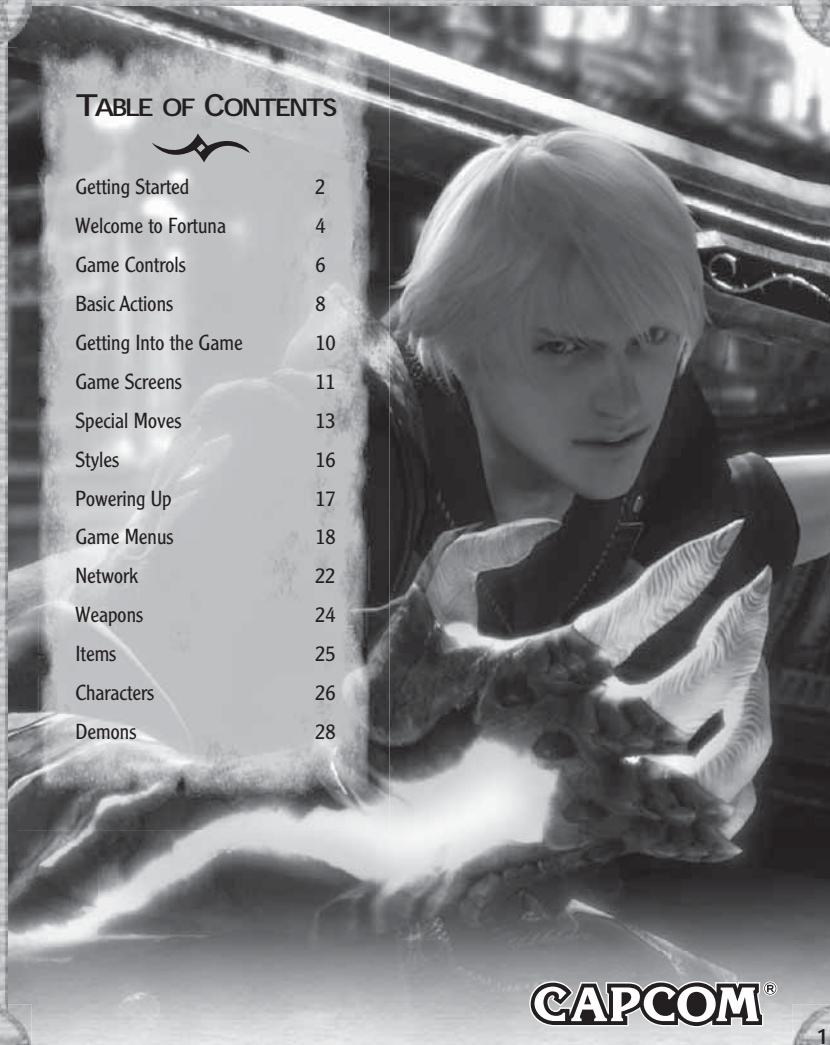 TABLE OF CONTENTS
Getting Started 2
Welcome to Fortuna 4
Game Controls 6
Basic Actions 8
Getting Into the Game 10
Game Screens 11
Special Moves 13
Styles 16
Powering Up 17
Game Menus 18
Network 22
Weapons 24
Items 25
Characters 26
Demons 28
CAPCOM®
1